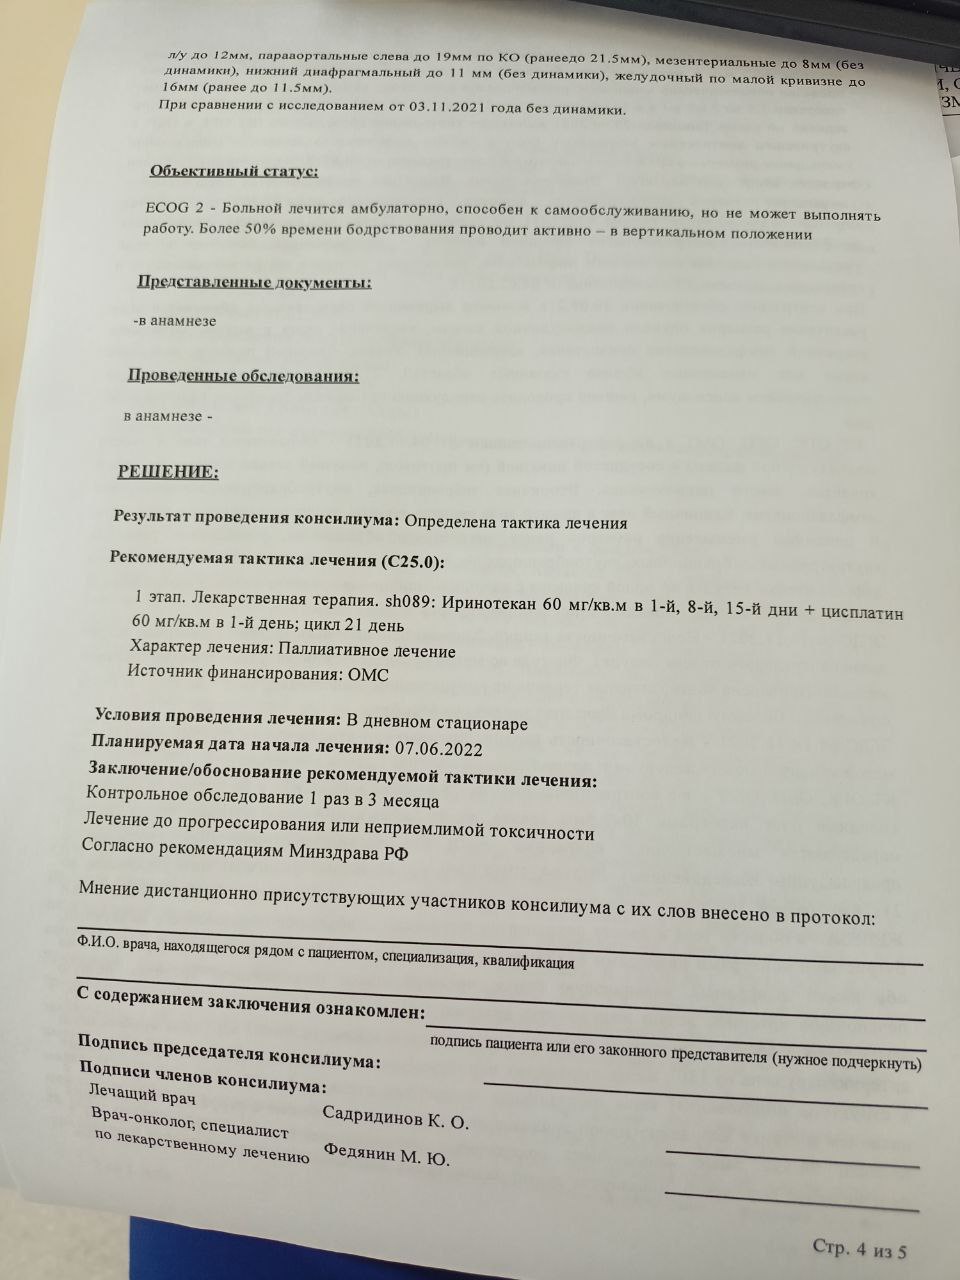 л/у до 12мм, парааортальные слева до 19мм по КО (ранеедо 21.5мм), мезентериальные до 8мм (без
динамики), нижний диафрагмальный до 11 мм (без динамики), желудочный по малой кривизне до
16мм (ранее до 11.5мм).
При сравнении с исследованием от 03.11.2021 года без динамики.
Объективный статус:
ECOG 2 - Больной лечится амбулаторно, способен к самообслуживанию, но не может выполнять
работу. Более 50% времени бодрствования проводит активно – в вертикальном положении
Представленные документы:
-в анамнезе
Проведенные обследования:
в анамнезе -
РЕШЕНИЕ:
Результат проведения консилиума: Определена тактика лечения
Рекомендуемая тактика лечения (C25.0):
1 этап. Лекарственная терапия. sh089: Иринотекан 60 мг/кв.м в 1-й, 8-й, 15-й дни + цисплатин
60 мг/кв.м в 1-й день; цикл 21 день
Характер лечения: Паллиативное лечение
Источник финансирования: ОМС
Условия проведения лечения: В дневном стационаре
Планируемая дата начала лечения: 07.06.2022
Заключение/обоснование рекомендуемой тактики лечения:
Контрольное обследование 1 раз в 3 месяца
Лечение до прогрессирования или неприемлимой токсичности
Согласно рекомендациям Минздрава РФ
Мнение дистанционно присутствующих участников консилиума с их слов внесено в протокол:
Ф.И.О. врача, находящегося рядом с пациентом, специализация, квалификация
С содержанием заключения ознакомлен:
подпись пациента или его законного представителя (нужное подчеркнуть)
Подпись председателя консилиума:
Подписи членов консилиума:
Лечащий врач Садридинов К. О.
Врач-онколог, специалист
по лекарственному лечению Федянин М. Ю.
Стр. 4 из 5